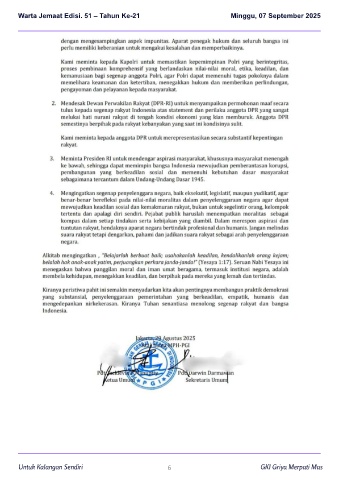 Warta Jemaat Edisi. 51 – Tahun Ke-21 Minggu, 07 September 2025
dengan mengesampingkan aspek impunitas. Aparat penegak hukum dan seluruh bangsa ini
perlu memiliki keberanian untuk mengakui kesalahan dan memperbaikinya.
Kami meminta kepada Kapolri untuk memastikan kepemimpinan Polri yang berintegritas,
proses pembinaan komprehensif yang berlandaskan nilai-nilai moral, etika, keadilan, dan
kemanusiaan bagi segenap anggota Polri, agar Polri dapat memenuhi tugas pokoknya dalam
memelihara keamanan dan ketertiban, menegakkan hukum dan memberikan perlindungan,
pengayoman dan pelayanan kepada masyarakat.
2. Mendesak Dewan Perwakilan Rakyat (DPR-RI) untuk menyampaikan permohonan maaf secara
tulus kepada segenap rakyat Indonesia atas statement dan perilaku anggota DPR yang sangat
melukai hati nurani rakyat di tengah kondisi ekonomi yang kian memburuk. Anggota DPR
semestinya berpihak pada rakyat kebanyakan yang saat ini kondisinya sulit.
Kami meminta kepada anggota DPR untuk merepresentasikan secara substantif kepentingan
rakyat.
3. Meminta Presiden RI untuk mendengar aspirasi masyarakat, khususnya masyarakat menengah
ke bawah, sehingga dapat memimpin bangsa Indonesia mewujudkan pemberantasan korupsi,
pembangunan yang berkeadilan sosial dan memenuhi kebutuhan dasar masyarakat
sebagaimana tercantum dalam Undang-Undang Dasar 1945.
4. Mengingatkan segenap penyelenggara negara, baik eksekutif, legislatif, maupun yudikatif, agar
benar-benar berefleksi pada nilai-nilai moralitas dalam penyelenggaraan negara agar dapat
mewujudkan keadilan sosial dan kemakmuran rakyat, bukan untuk segelintir orang, kelompok
tertentu dan apalagi diri sendiri. Pejabat publik haruslah menempatkan moralitas sebagai
kompas dalam setiap tindakan serta kebijakan yang diambil. Dalam merespon aspirasi dan
tuntutan rakyat, hendaknya aparat negara bertindak profesional dan humanis. Jangan melindas
suara rakyat tetapi dengarkan, pahami dan jadikan suara rakyat sebagai arah penyelenggaraan
negara.
Alkitab mengingatkan , "Belajarlah berbuat baik; usahakanlah keadilan, kendalikanlah orang kejam;
belalah hak anak-anak yatim, perjuangkan perkara janda-janda!" (Yesaya 1:17). Seruan Nabi Yesaya ini
menegaskan bahwa panggilan moral dan iman umat beragama, termasuk institusi negara, adalah
membela kehidupan, menegakkan keadilan, dan berpihak pada mereka yang lemah dan tertindas.
Kiranya peristiwa pahit ini semakin menyadarkan kita akan pentingnya membangun praktik demokrasi
yang substansial, penyelenggaraan pemerintahan yang berkeadilan, empatik, humanis dan
mengedepankan nirkekerasan. Kiranya Tuhan senantiasa menolong segenap rakyat dan bangsa
Indonesia.
Jakarta, 29 Agustus 2025
MPH-PGI
Pdt. Darwin Darmawan
Ketua Umum Sekretaris Umum
PGI
Untuk Kalangan Sendiri 6 GKI Griya Merpati Mas